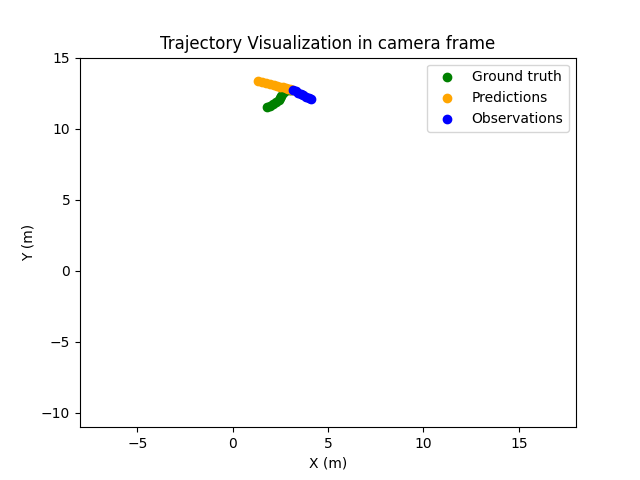 Trajectory Visualization in camera frame
Ground truth
Predictions
Observations
15
10
5
0
−5
−10
Y (m)
−5
0
5
10
15
X (m)